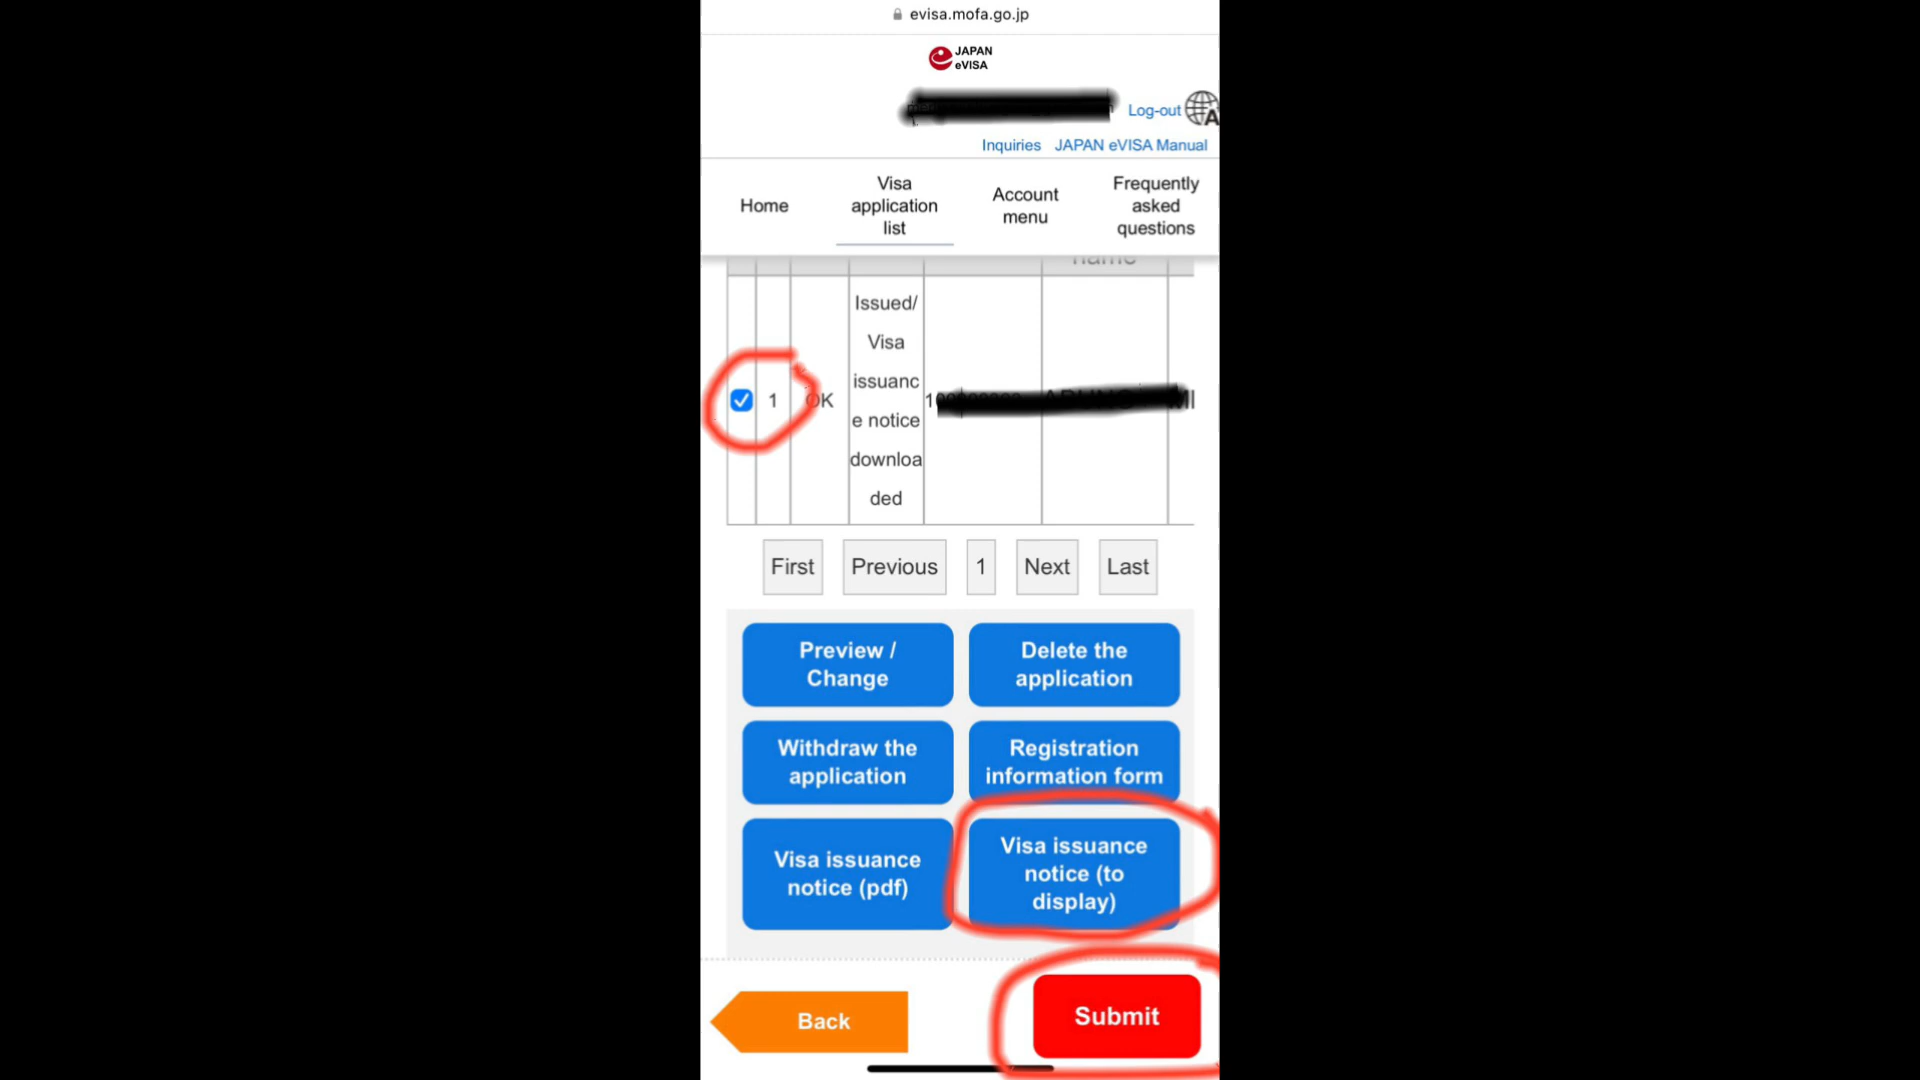 evisa.mofa.go.jp
JAPAN
eVISA
Log-out
Inquiries JAPAN eVISA Manual
Home
Visa
application
list
Account
menu
Frequently
asked
questions
name
1
OK
Issued/
Visa
issuanc
e notice
downloa
ded
First Previous 1 Next Last
Preview /
Change
Delete the
application
Withdraw the
application
Registration
information form
Visa issuance
notice (pdf)
Visa issuance
notice (to
display)
Back
Submit